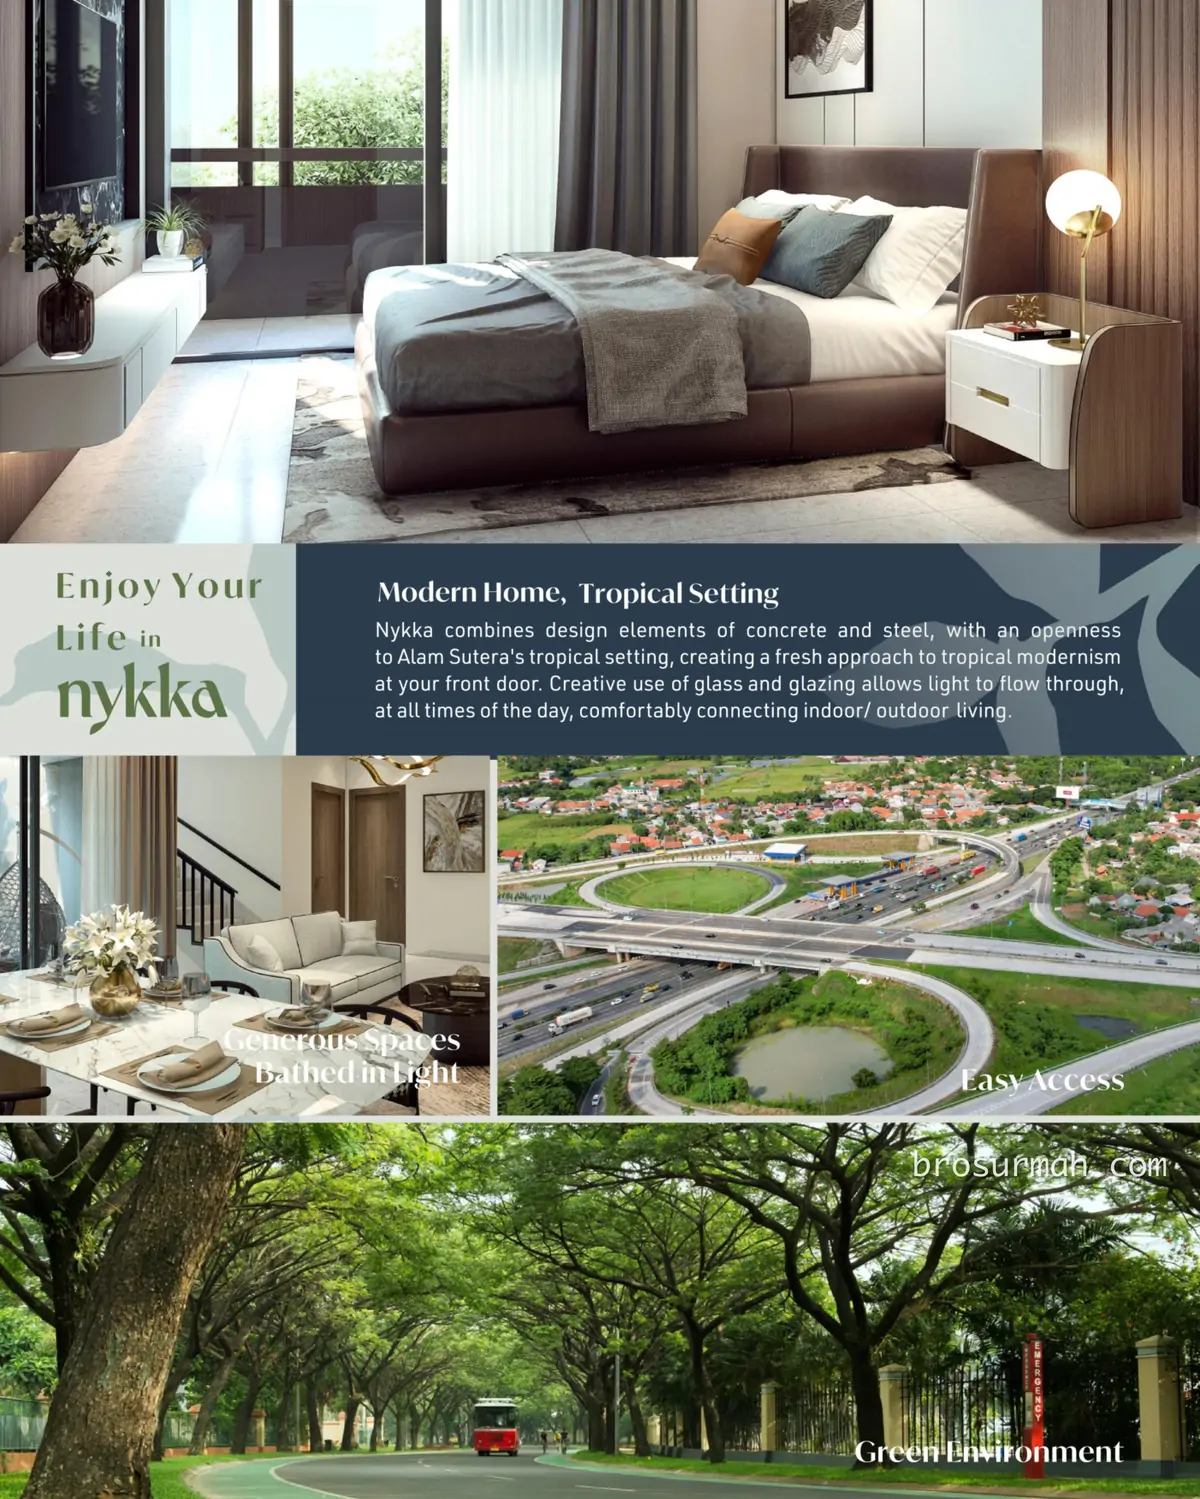 Enjoy Your
Life in
nykka
Modern Home, Tropical Setting
Nykka combines design elements of concrete and steel, with an openness
to Alam Sutera's tropical setting, creating a fresh approach to tropical modernism
at your front door. Creative use of glass and glazing allows light to flow through,
at all times of the day, comfortably connecting indoor/ outdoor living.
Generous Spaces
Bathed in Light
Easy Access
brosurmah.com
EMERGENCY
Green Environment